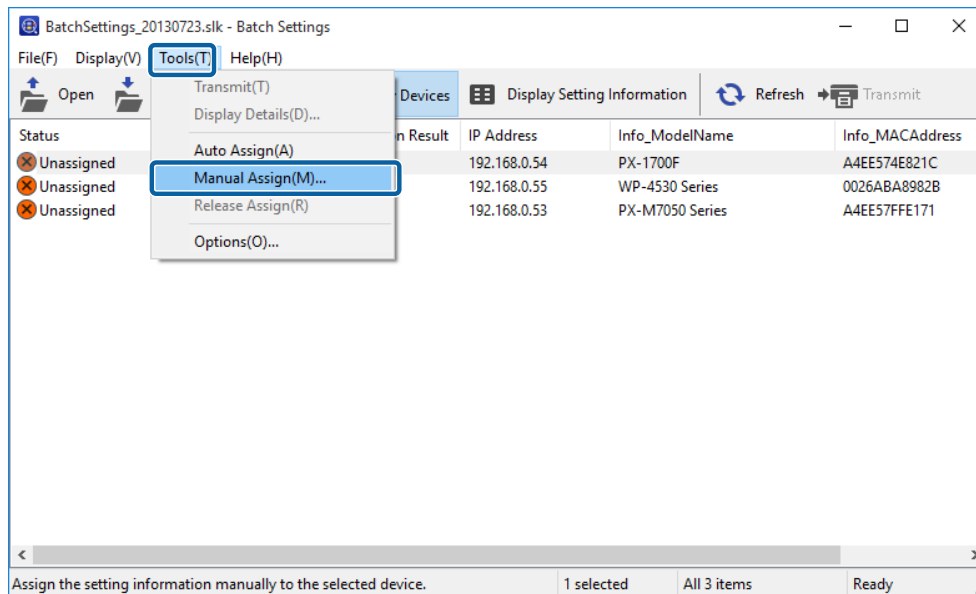 BatchSettings_20130723.slk - Batch Settings
File(F) Display(V) Tools(T) Help(H)
Open Devices Display Setting Information Refresh Transmit
Transmit(T)
Display Details(D)...
Auto Assign(A)
Manual Assign(M)...
Release Assign(R)
Options(O)...
Status n Result IP Address Info_ModelName Info_MACAddress
Unassigned 192.168.0.54 PX-1700F A4EE574E821C
Unassigned 192.168.0.55 WP-4530 Series 0026ABA8982B
Unassigned 192.168.0.53 PX-M7050 Series A4EE57FFE171
Assign the setting information manually to the selected device. 1 selected All 3 items Ready